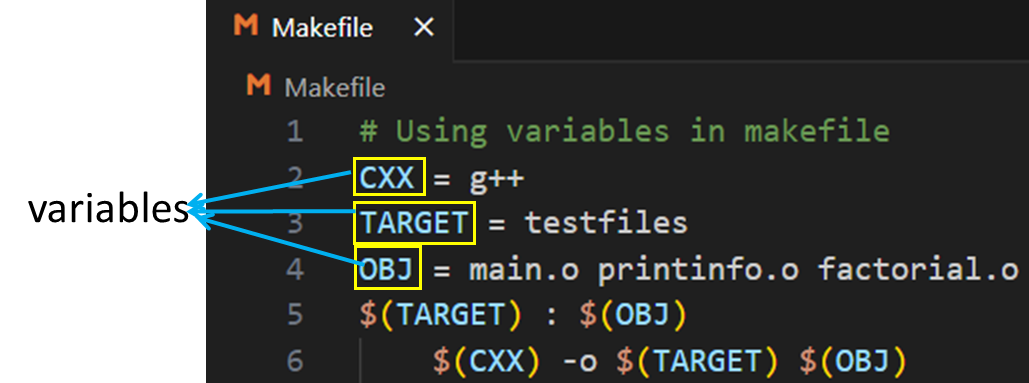 M Makefile ×
M Makefile
1 # Using variables in makefile
2 CXX = g++
variables
3 TARGET = testfiles
4 OBJ = main.o printinfo.o factorial.o
5 $(TARGET) : $(OBJ)
6 $(CXX) -o $(TARGET) $(OBJ)